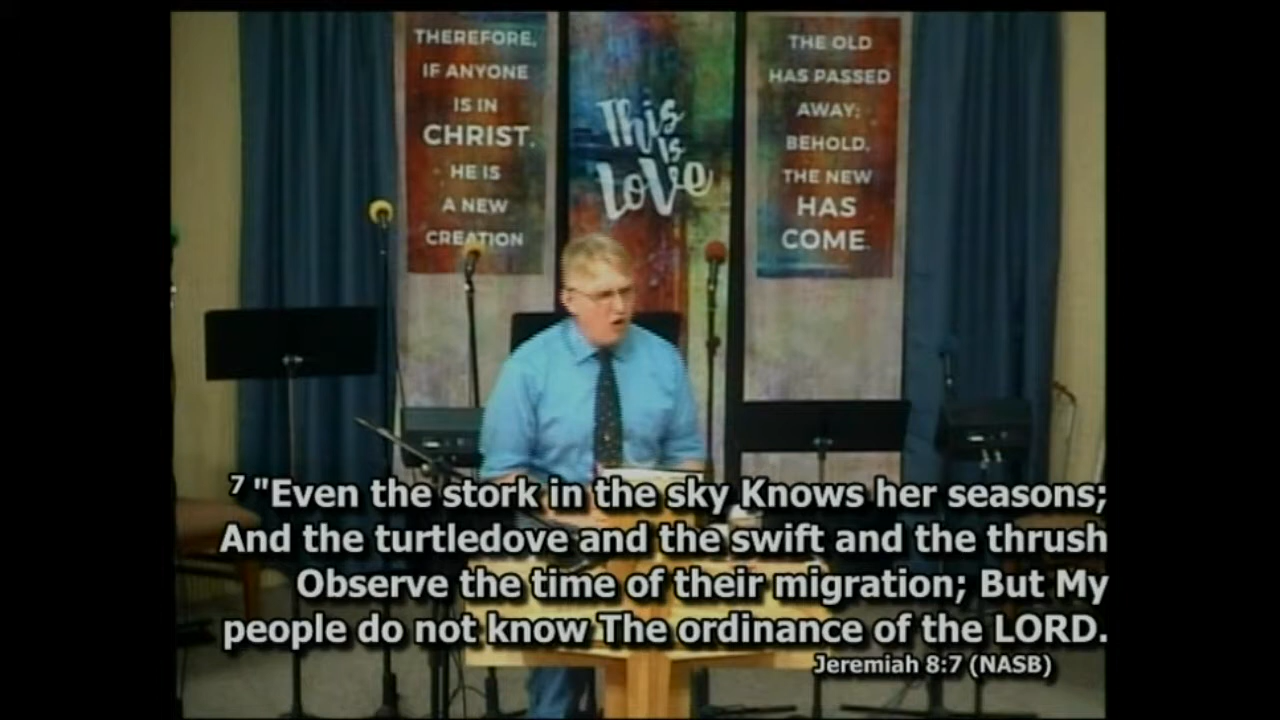 THEREFORE,
IF ANYONE
IS IN
CHRIST.
HE IS
A NEW
CREATION
This
is
Love
THE OLD
HAS PASSED
AWAY;
BEHOLD,
THE NEW
HAS
COME.
7 "Even the stork in the sky Knows her seasons;
And the turtledove and the swift and the thrush
Observe the time of their migration; But My
people do not know The ordinance of the LORD.
Jeremiah 8:7 (NASB)